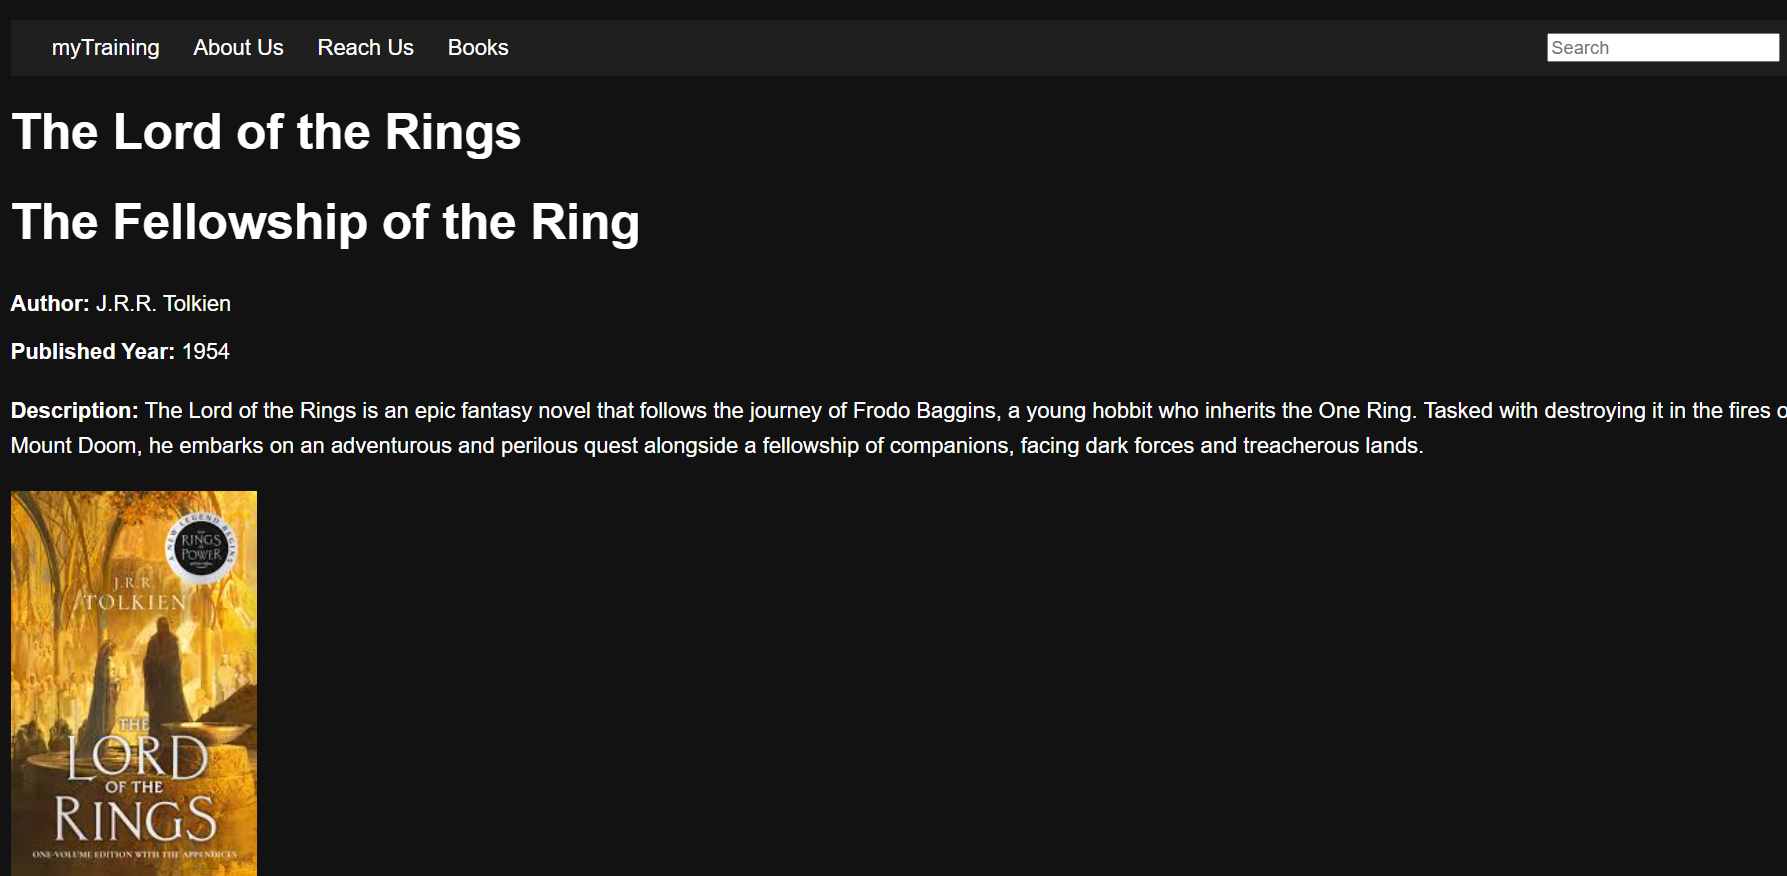 myTraining About Us Reach Us Books Search
The Lord of the Rings
The Fellowship of the Ring
Author: J.R.R. Tolkien
Published Year: 1954
Description: The Lord of the Rings is an epic fantasy novel that follows the journey of Frodo Baggins, a young hobbit who inherits the One Ring. Tasked with destroying it in the fires
Mount Doom, he embarks on an adventurous and perilous quest alongside a fellowship of companions, facing dark forces and treacherous lands.
A NEW LEGEND BEGINS
RINGS
POWER
J.R.R.
TOLKIEN
THE
LORD
OF THE
RINGS
ONE-VOLUME EDITION WITH THE APPENDICES